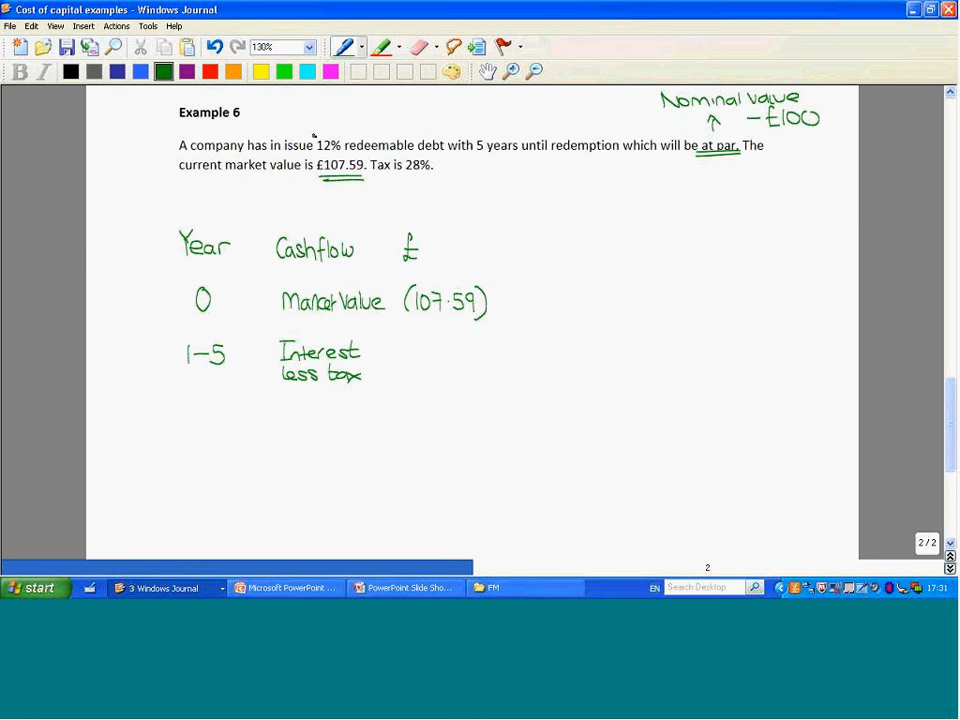 Cost of capital examples - Windows Journal
File Edit View Insert Actions Tools Help
130%
B I
Nominal value
– £100
Example 6
A company has in issue 12% redeemable debt with 5 years until redemption which will be at par. The
current market value is £107.59. Tax is 28%.
Year Cashflow £
0 Market Value (107.59)
1–5 Interest
less tax
2 / 2
2
start 3 Windows Journal Microsoft PowerPoint ... PowerPoint Slide Sho... FM EN Search Desktop 17:31